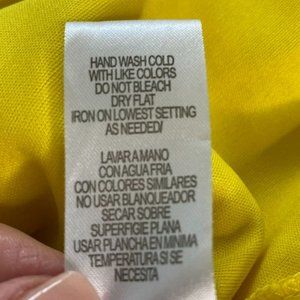 HAND WASH COLD
WITH LIKE COLORS
DO NOT BLEACH
DRY FLAT
IRON ON LOWEST SETTING
AS NEEDED/
LAVAR A MANO
CON AGUA FRIA
CON COLORES SIMILARES
NO USAR BLANQUEADOR
SECAR SOBRE
SUPERFIGIE PLANA
USAR PLANCHA EN MINIMA
TEMPERATURA SI SE
NECESITA